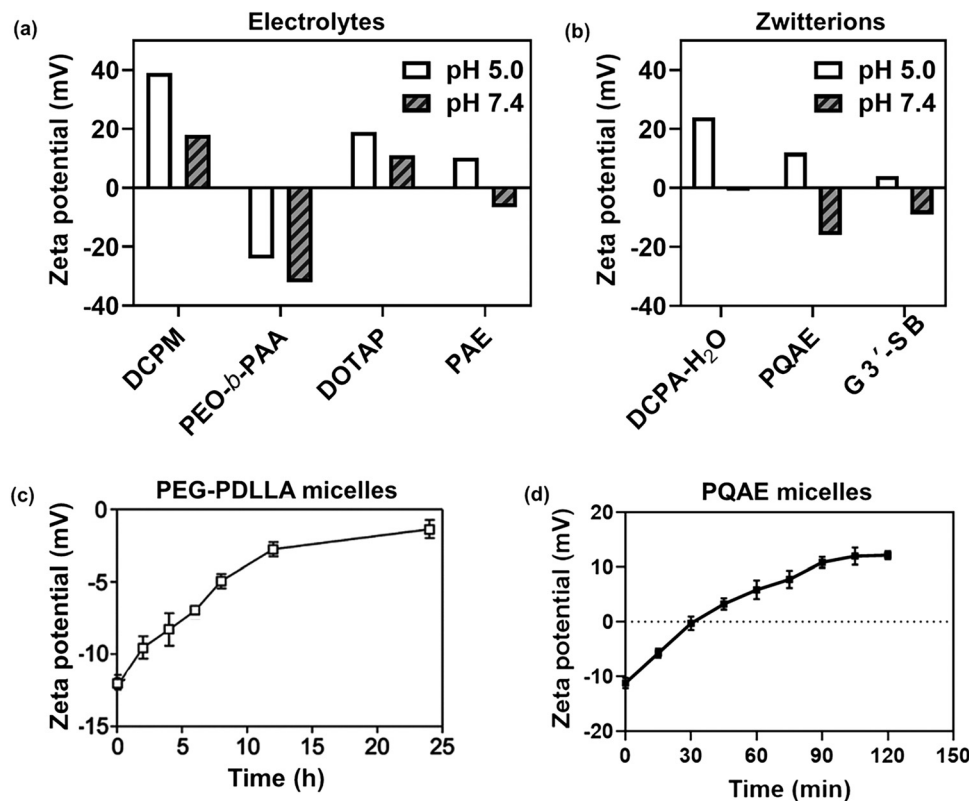 (a)
Electrolytes
Zeta potential (mV)
40
20
0
-20
-40
pH 5.0
pH 7.4
DCPM
PEO-b-PAA
DOTAP
PAE
(b)
Zwitterions
Zeta potential (mV)
40
20
0
-20
-40
pH 5.0
pH 7.4
DCPA-H₂O
PQAE
G 3′-S B
(c)
PEG-PDLLA micelles
Zeta potential (mV)
0
-5
-10
-15
0 5 10 15 20 25
Time (h)
(d)
PQAE micelles
Zeta potential (mV)
20
10
0
-10
-20
0 30 60 90 120 150
Time (min)